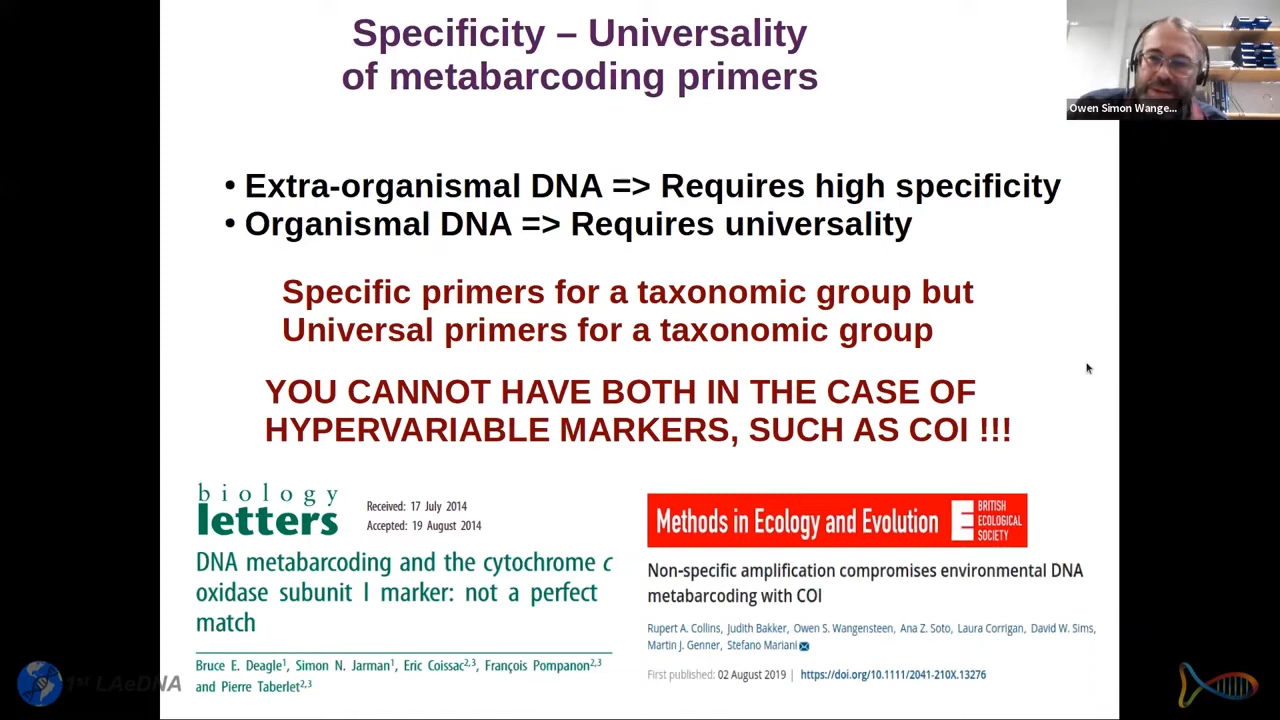 Specificity – Universality
of metabarcoding primers
Owen Simon Wange...
• Extra-organismal DNA => Requires high specificity
• Organismal DNA => Requires universality
Specific primers for a taxonomic group but
Universal primers for a taxonomic group
YOU CANNOT HAVE BOTH IN THE CASE OF
HYPERVARIABLE MARKERS, SUCH AS COI !!!
biology
letters
Received: 17 July 2014
Accepted: 19 August 2014
DNA metabarcoding and the cytochrome c
oxidase subunit I marker: not a perfect
match
Bruce E. Deagle1, Simon N. Jarman1, Eric Coissac2,3, François Pompanon2,3
and Pierre Taberlet2,3
Methods in Ecology and Evolution
BRITISH
ECOLOGICAL
SOCIETY
Non-specific amplification compromises environmental DNA
metabarcoding with COI
Rupert A. Collins, Judith Bakker, Owen S. Wangensteen, Ana Z. Soto, Laura Corrigan, David W. Sims,
Martin J. Genner, Stefano Mariani
First published: 02 August 2019 | https://doi.org/10.1111/2041-210X.13276
1st LAeDNA